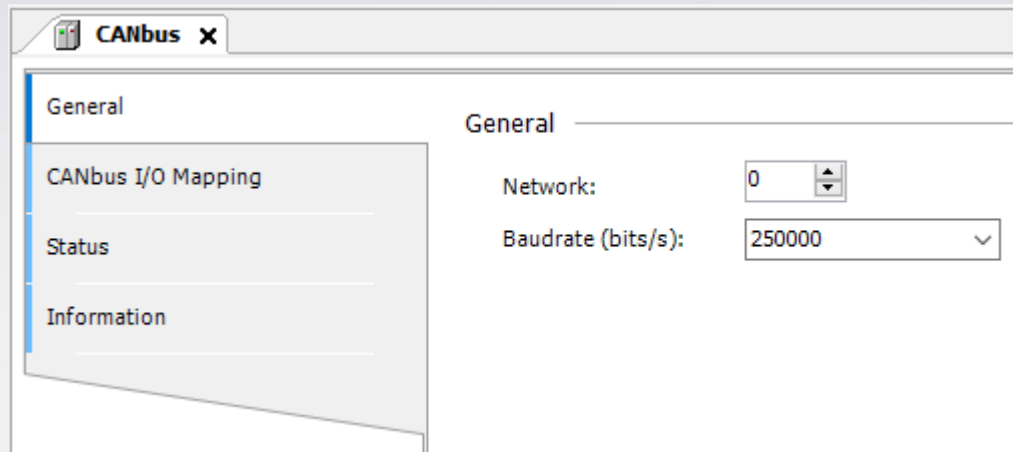 CANbus
General
CANbus I/O Mapping
Status
Information
General
Network: 0
Baudrate (bits/s): 250000